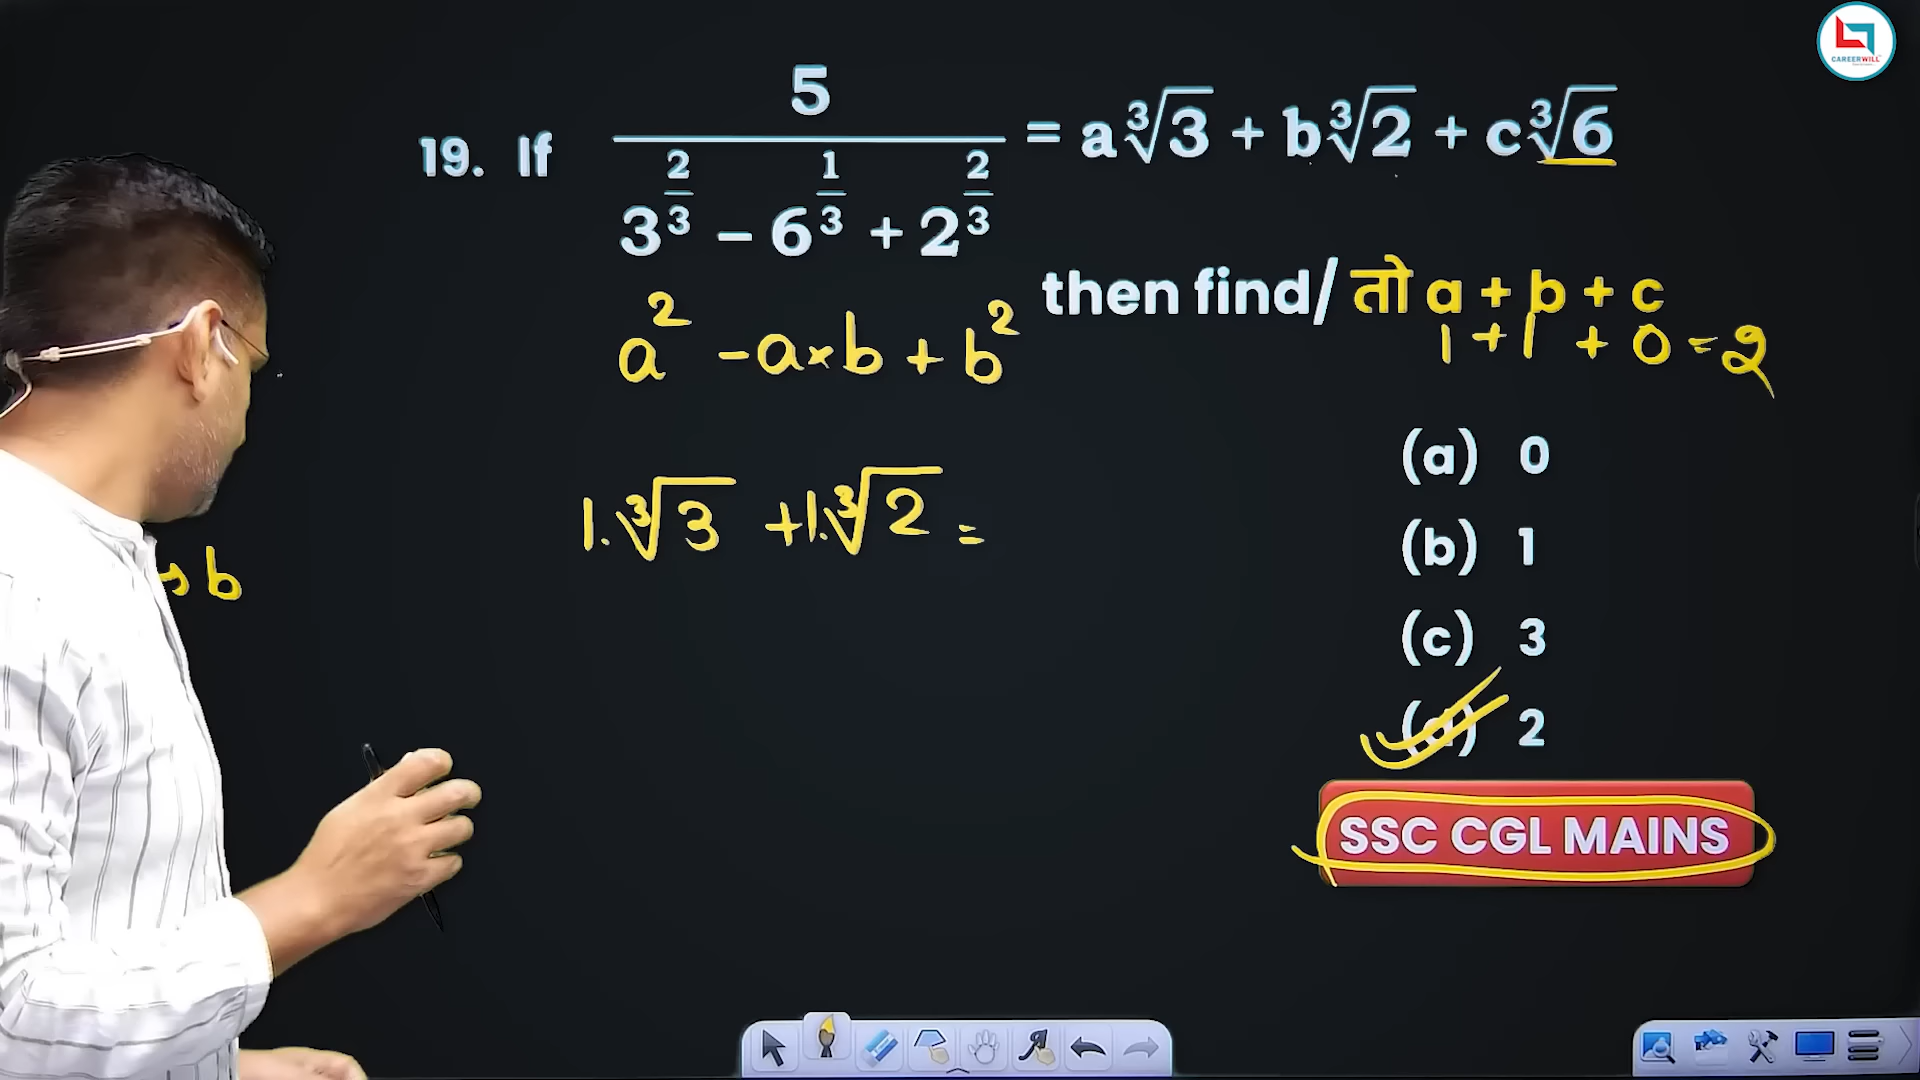 CAREERWILL
19. If 5 / (3^(2/3) − 6^(1/3) + 2^(2/3)) = a∛3 + b∛2 + c∛6
then find/ तो a + b + c
1 + 1 + 0 = 2
a² − a×b + b²
1.∛3 + 1.∛2 =
b
(a) 0
(b) 1
(c) 3
(d) 2
SSC CGL MAINS